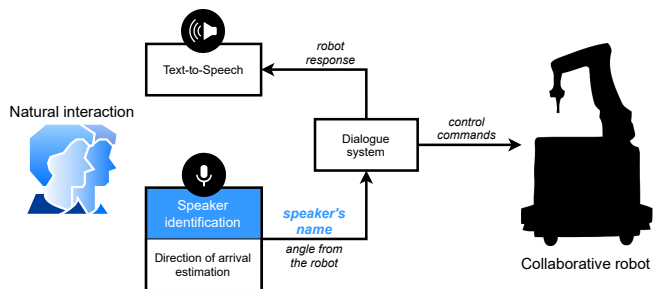 robot
response
Text-to-Speech
Natural interaction
control
commands
Dialogue
system
Speaker
identification
speaker's
name
angle from
the robot
Direction of arrival
estimation
Collaborative robot